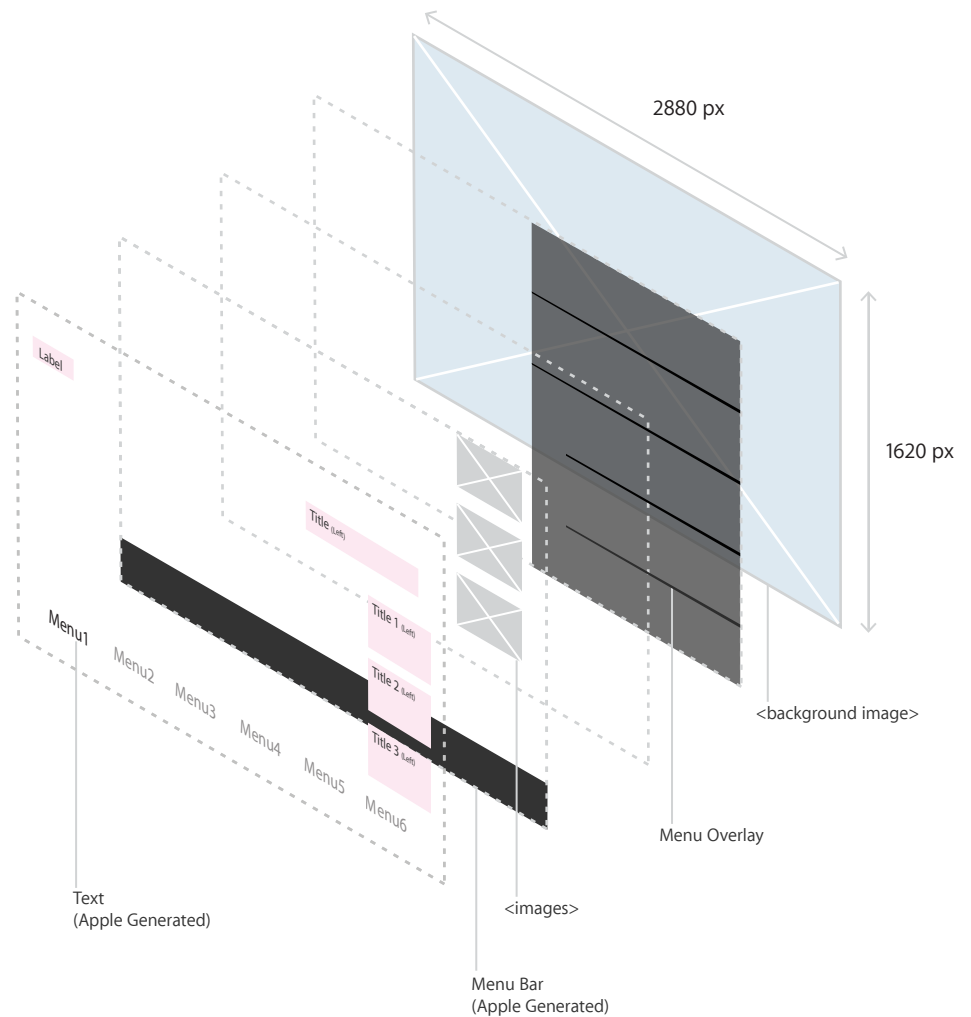 2880 px
1620 px
Label
Title (Left)
Title 1 (Left)
Title 2 (Left)
Title 3 (Left)
Menu1
Menu2
Menu3
Menu4
Menu5
Menu6
<background image>
Menu Overlay
<images>
Text
(Apple Generated)
Menu Bar
(Apple Generated)